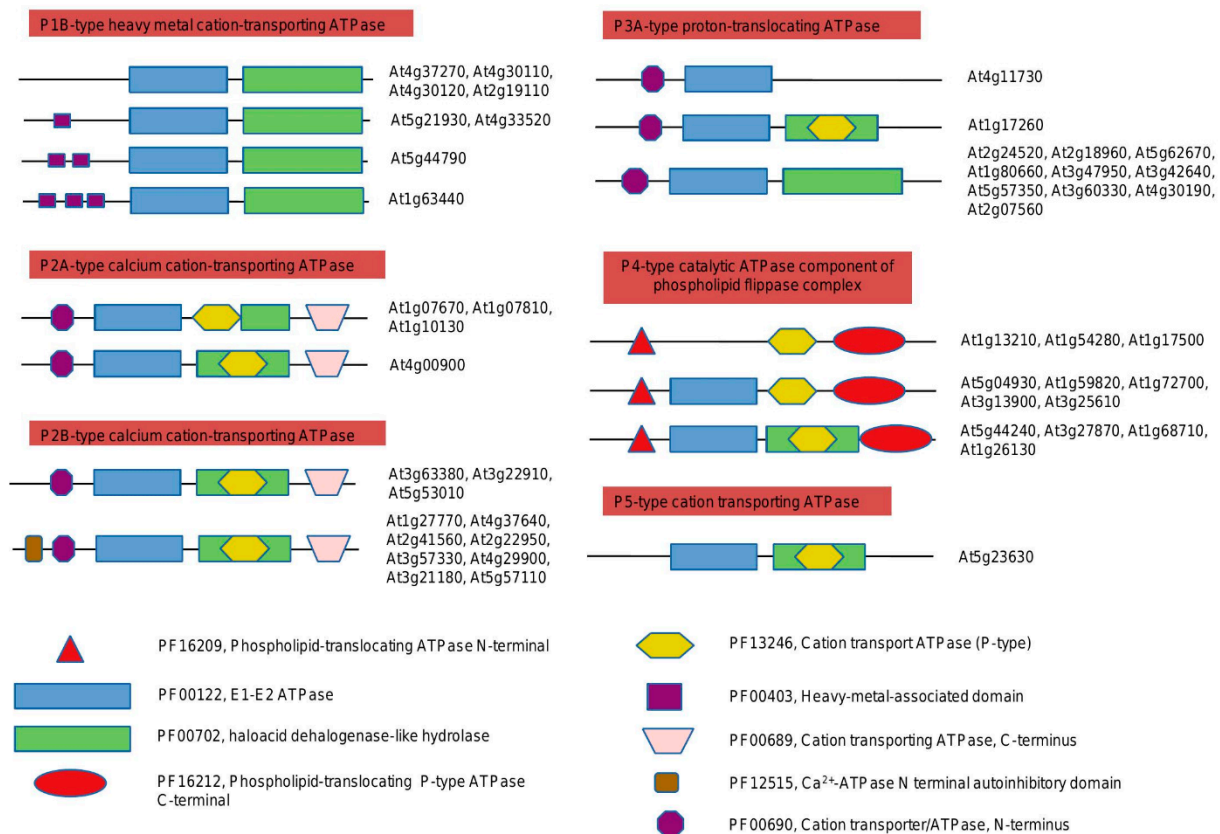 P1B-type heavy metal cation-transporting ATPase
At4g37270, At4g30110,
At4g30120, At2g19110
At5g21930, At4g33520
At5g44790
At1g63440
P2A-type calcium cation-transporting ATPase
At1g07670, At1g07810,
At1g10130
At4g00900
P2B-type calcium cation-transporting ATPase
At3g63380, At3g22910,
At5g53010
At1g27770, At4g37640,
At2g41560, At2g22950,
At3g57330, At4g29900,
At3g21180, At5g57110
P3A-type proton-translocating ATPase
At4g11730
At1g17260
At2g24520, At2g18960, At5g62670,
At1g80660, At3g47950, At3g42640,
At5g57350, At3g60330, At4g30190,
At2g07560
P4-type catalytic ATPase component of
phospholipid flippase complex
At1g13210, At1g54280, At1g17500
At5g04930, At1g59820, At1g72700,
At3g13900, At3g25610
At5g44240, At3g27870, At1g68710,
At1g26130
P5-type cation transporting ATPase
At5g23630
PF16209, Phospholipid-translocating ATPase N-terminal
PF00122, E1-E2 ATPase
PF00702, haloacid dehalogenase-like hydrolase
PF16212, Phospholipid-translocating P-type ATPase
C-terminal
PF13246, Cation transport ATPase (P-type)
PF00403, Heavy-metal-associated domain
PF00689, Cation transporting ATPase, C-terminus
PF12515, Ca²⁺-ATPase N terminal autoinhibitory domain
PF00690, Cation transporter/ATPase, N-terminus